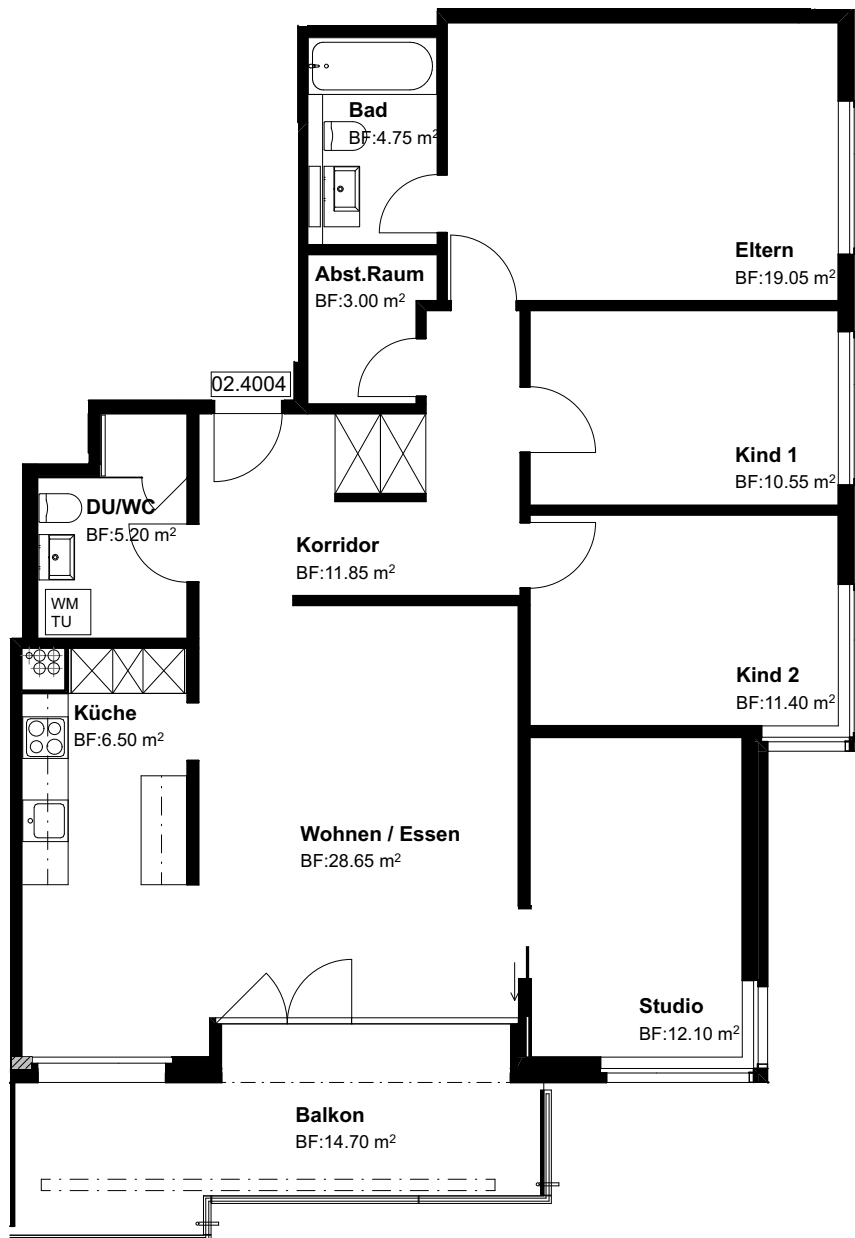 Bad
BF:4.75 m²
Eltern
BF:19.05 m²
Abst.Raum
BF:3.00 m²
02.4004
Kind 1
BF:10.55 m²
DU/WC
BF:5.20 m²
Korridor
BF:11.85 m²
WM
TU
Kind 2
BF:11.40 m²
Küche
BF:6.50 m²
Wohnen / Essen
BF:28.65 m²
Studio
BF:12.10 m²
Balkon
BF:14.70 m²